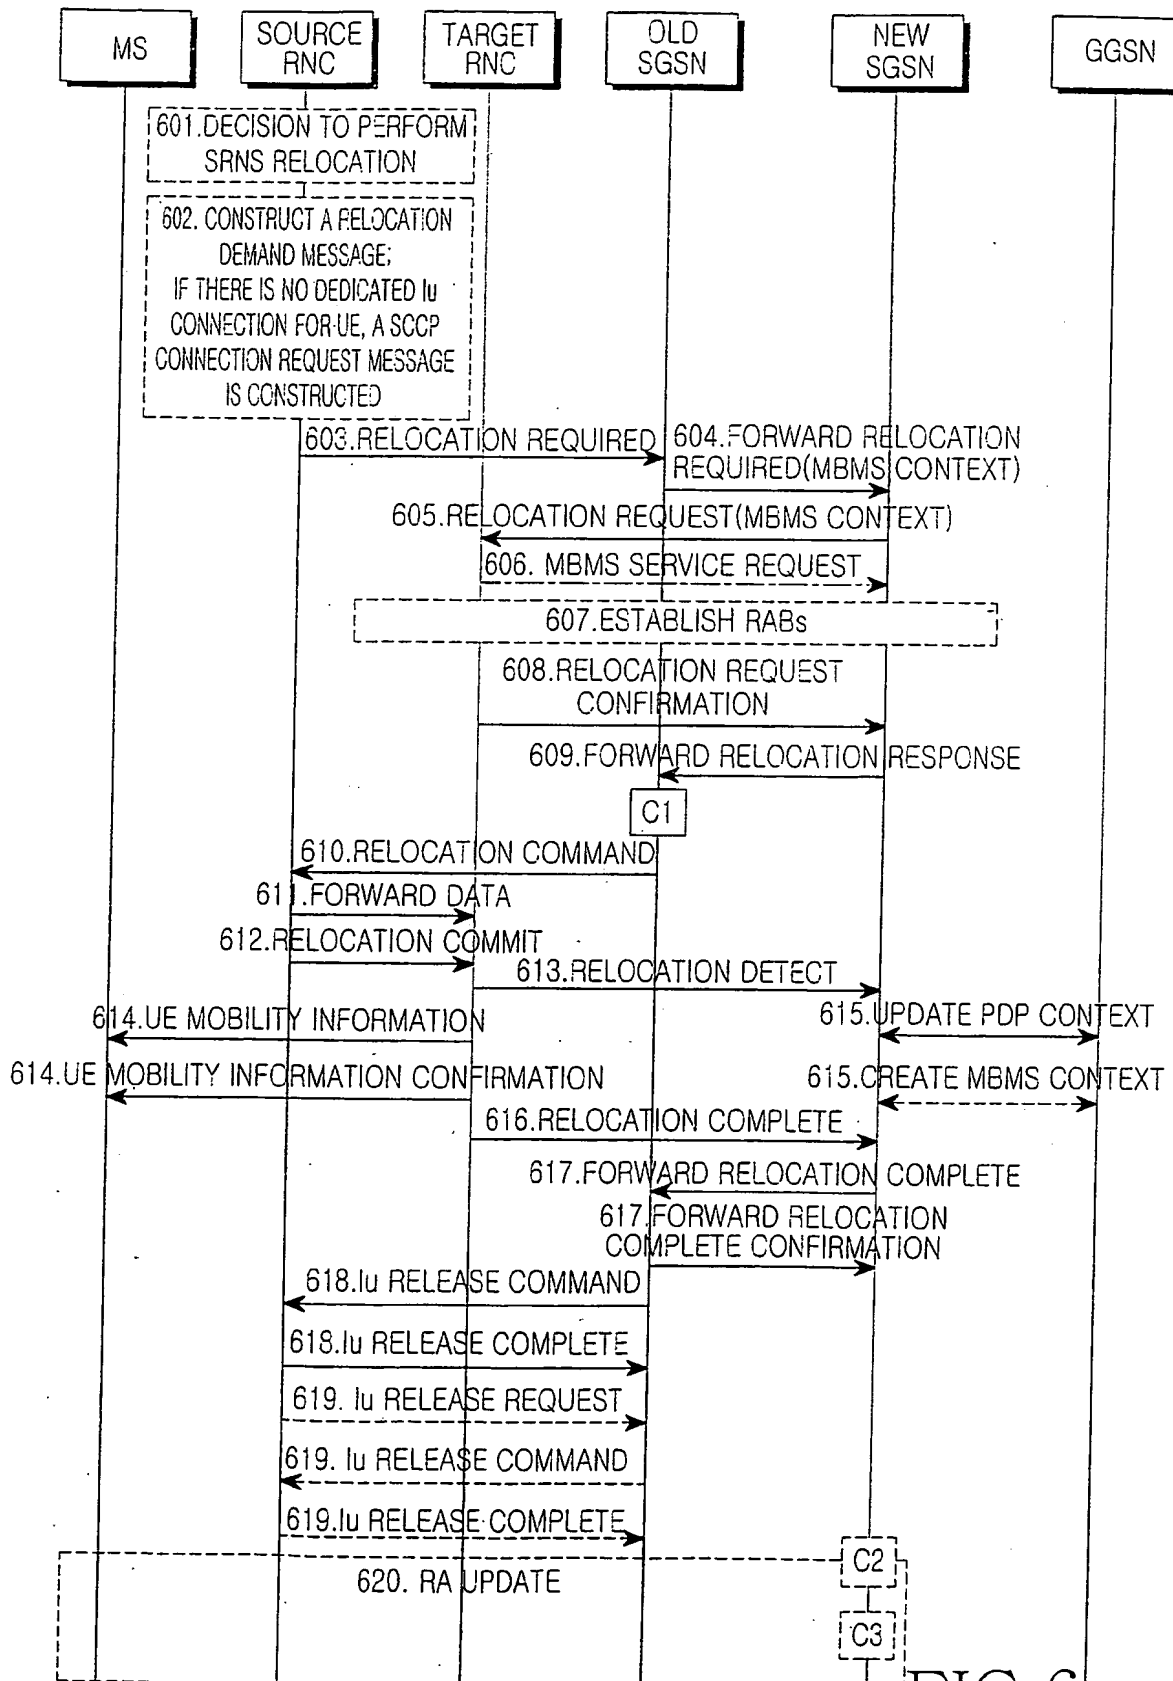 MS
SOURCE
RNC
TARGET
RNC
OLD
SGSN
NEW
SGSN
GGSN
601.DECISION TO PERFORM
SRNS RELOCATION
602. CONSTRUCT A RELOCATION
DEMAND MESSAGE;
IF THERE IS NO DEDICATED Iu
CONNECTION FOR UE, A SCCP
CONNECTION REQUEST MESSAGE
IS CONSTRUCTED
603.RELOCATION REQUIRED
604.FORWARD RELOCATION
REQUIRED(MBMS CONTEXT)
605.RELOCATION REQUEST(MBMS CONTEXT)
606. MBMS SERVICE REQUEST
607.ESTABLISH RABs
608.RELOCATION REQUEST
CONFIRMATION
609.FORWARD RELOCATION RESPONSE
C1
610.RELOCATION COMMAND
611.FORWARD DATA
612.RELOCATION COMMIT
613.RELOCATION DETECT
614.UE MOBILITY INFORMATION
615.UPDATE PDP CONTEXT
614.UE MOBILITY INFORMATION CONFIRMATION
615.CREATE MBMS CONTEXT
616.RELOCATION COMPLETE
617.FORWARD RELOCATION COMPLETE
617.FORWARD RELOCATION
COMPLETE CONFIRMATION
618.Iu RELEASE COMMAND
618.Iu RELEASE COMPLETE
619. Iu RELEASE REQUEST
619. Iu RELEASE COMMAND
619.Iu RELEASE COMPLETE
C2
620. RA UPDATE
C3
FIG. 6